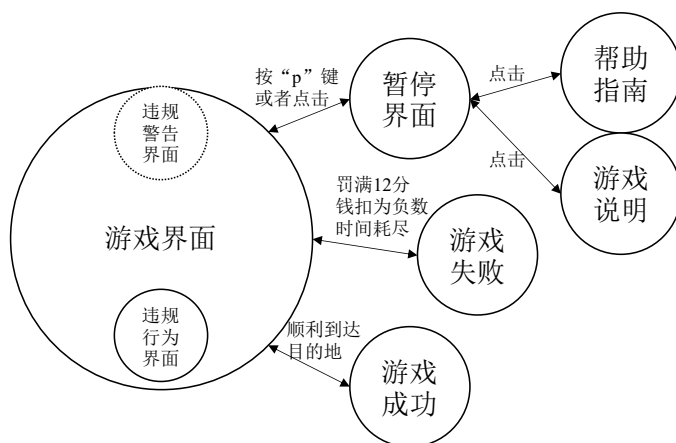 违规
警告
界面
游戏界面
违规
行为
界面
按“p”键
或者点击
暂停
界面
点击
帮助
指南
点击
游戏
说明
罚满12分
钱扣为负数
时间耗尽
游戏
失败
顺利到达
目的地
游戏
成功